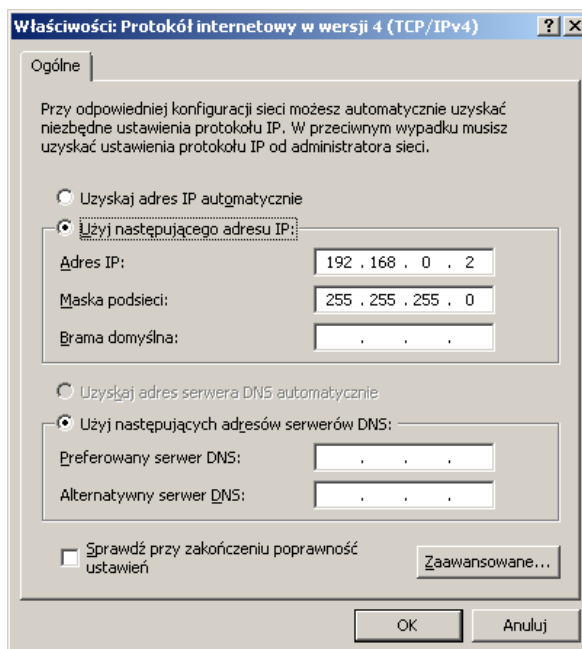 Właściwości: Protokół internetowy w wersji 4 (TCP/IPv4)
Ogólne
Przy odpowiedniej konfiguracji sieci możesz automatycznie uzyskać
niezbędne ustawienia protokołu IP. W przeciwnym wypadku musisz
uzyskać ustawienia protokołu IP od administratora sieci.
Uzyskaj adres IP automatycznie
Użyj następującego adresu IP:
Adres IP: 192 . 168 . 0 . 2
Maska podsieci: 255 . 255 . 255 . 0
Brama domyślna: . . .
Uzyskaj adres serwera DNS automatycznie
Użyj następujących adresów serwerów DNS:
Preferowany serwer DNS: . . .
Alternatywny serwer DNS: . . .
Sprawdź przy zakończeniu poprawność
ustawień
Zaawansowane...
OK Anuluj